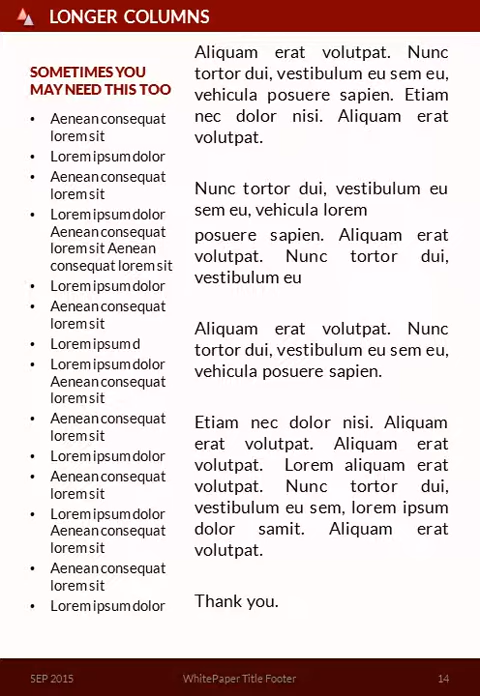 LONGER COLUMNS
SOMETIMES YOU
MAY NEED THIS TOO
• Aenean consequat
lorem sit
• Lorem ipsum dolor
• Aenean consequat
lorem sit
• Lorem ipsum dolor
Aenean consequat
lorem sit Aenean
consequat lorem sit
• Lorem ipsum dolor
• Aenean consequat
lorem sit
• Lorem ipsum d
• Lorem ipsum dolor
Aenean consequat
lorem sit
• Aenean consequat
lorem sit
• Lorem ipsum dolor
• Aenean consequat
lorem sit
• Lorem ipsum dolor
Aenean consequat
lorem sit
• Aenean consequat
lorem sit
• Lorem ipsum dolor
Aliquam erat volutpat. Nunc
tortor dui, vestibulum eu sem eu,
vehicula posuere sapien. Etiam
nec dolor nisi. Aliquam erat
volutpat.
Nunc tortor dui, vestibulum eu
sem eu, vehicula lorem
posuere sapien. Aliquam erat
volutpat. Nunc tortor dui,
vestibulum eu
Aliquam erat volutpat. Nunc
tortor dui, vestibulum eu sem eu,
vehicula posuere sapien.
Etiam nec dolor nisi. Aliquam
erat volutpat. Aliquam erat
volutpat. Lorem aliquam erat
volutpat. Nunc tortor dui,
vestibulum eu sem, lorem ipsum
dolor samit. Aliquam erat
volutpat.
Thank you.
SEP 2015
WhitePaper Title Footer
14